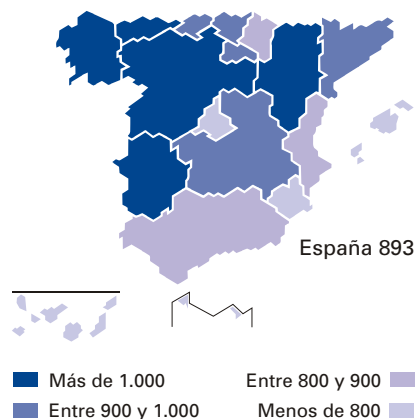 España 893
Más de 1.000
Entre 800 y 900
Entre 900 y 1.000
Menos de 800